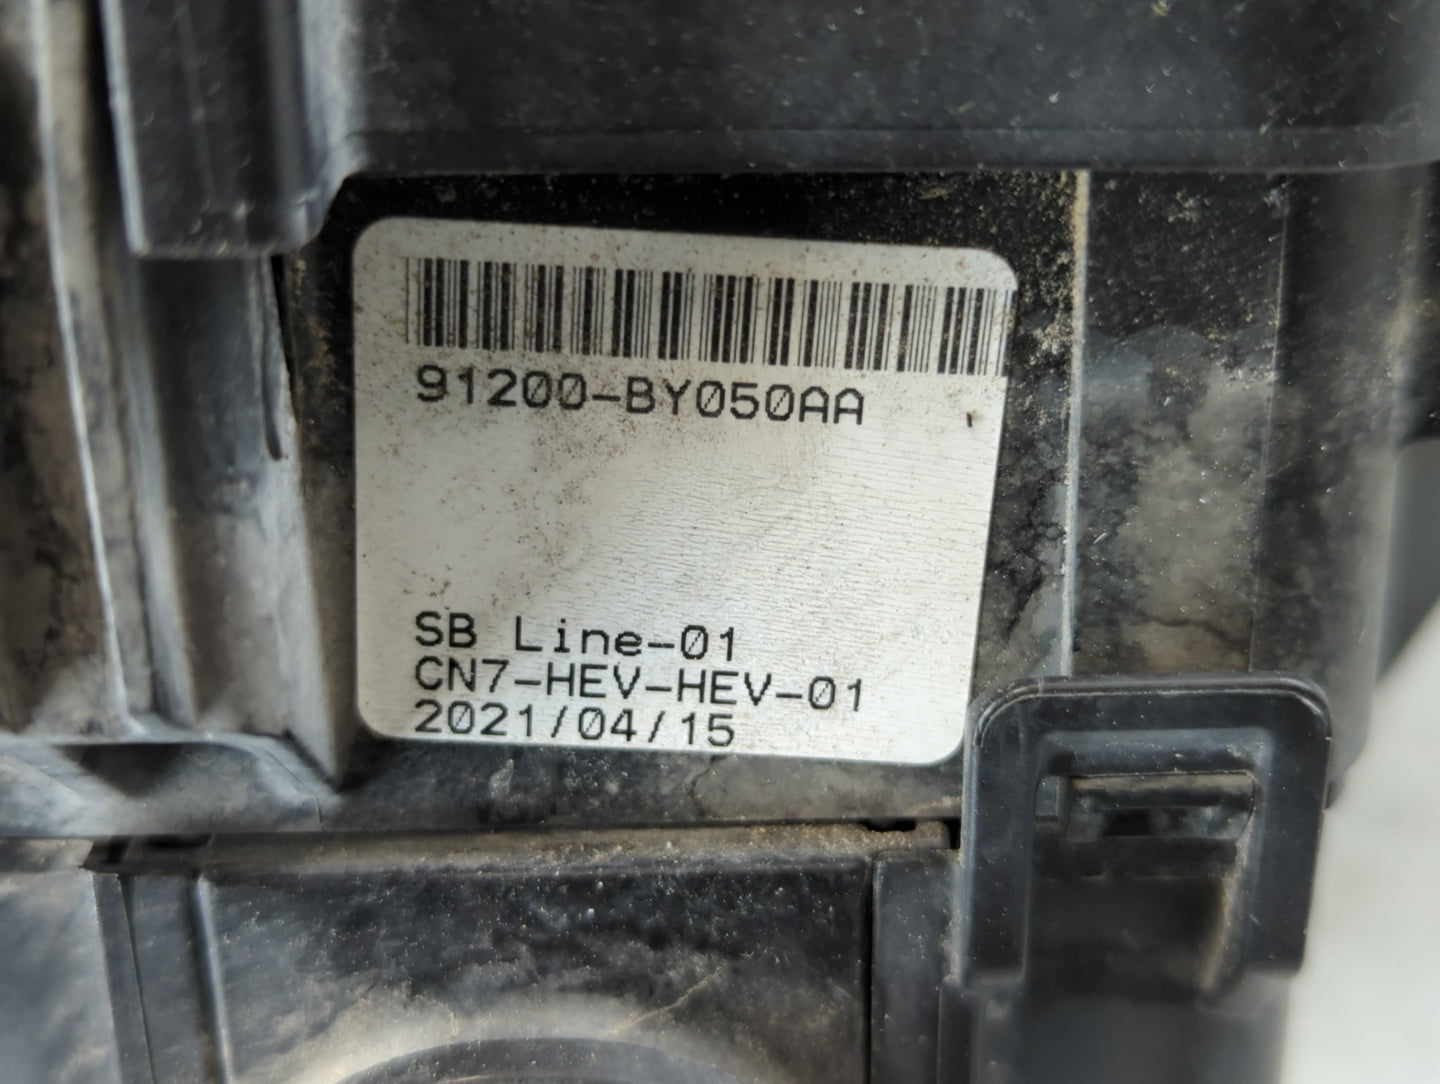 91200-BY050AA
SB Line-01
CN7-HEV-HEV-01
2021/04/15